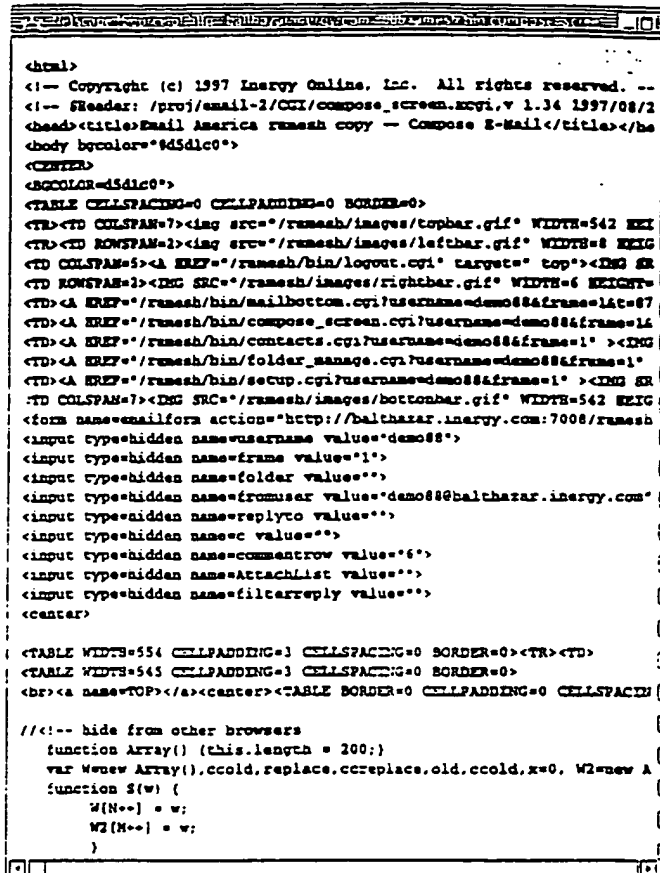 <html>
<!-- Copyright (c) 1997 Inergy Online, Inc. All rights reserved. --
<!-- $Header: /proj/email-2/CGI/compose_screen.xcgi,v 1.34 1997/08/2
<head><title>Email America ramesh copy -- Compose E-Mail</title></he
<body bgcolor="#d5d1c0">
<CENTER>
<BGCOLOR=d5d1c0">
<TABLE CELLSPACING=0 CELLPADDING=0 BORDER=0>
<TR><TD COLSPAN=7><img src="/ramesh/images/topbar.gif" WIDTH=542 HEI
<TR><TD ROWSPAN=2><img src="/ramesh/images/leftbar.gif" WIDTH=8 HEIG
<TD COLSPAN=5><A HREF="/ramesh/bin/logout.cgi" target="_top"><IMG SR
<TD ROWSPAN=2><IMG SRC="/ramesh/images/rightbar.gif" WIDTH=6 HEIGHT=
<TD><A HREF="/ramesh/bin/mailbottom.cgi?username=demo88&frame=1&t=87
<TD><A HREF="/ramesh/bin/compose_screen.cgi?username=demo88&frame=1&
<TD><A HREF="/ramesh/bin/contacts.cgi?username=demo88&frame=1" ><IMG
<TD><A HREF="/ramesh/bin/folder_manage.cgi?username=demo88&frame=1"
<TD><A HREF="/ramesh/bin/setup.cgi?username=demo88&frame=1" ><IMG SR
TD COLSPAN=7><IMG SRC="/ramesh/images/bottonbar.gif" WIDTH=542 HEIG
<form name=emailform action="http://balthazar.inergy.com:7008/ramesh
<input type=hidden name=username value="demo88">
<input type=hidden name=frame value="1">
<input type=hidden name=folder value="">
<input type=hidden name=fromuser value="demo88@balthazar.inergy.com"
<input type=hidden name=replyto value="">
<input type=hidden name=c value="">
<input type=hidden name=commentrow value="6">
<input type=hidden name=AttachList value="">
<input type=hidden name=filterreply value="">
<center>
<TABLE WIDTH=554 CELLPADDING=3 CELLSPACING=0 BORDER=0><TR><TD>
<TABLE WIDTH=545 CELLPADDING=3 CELLSPACING=0 BORDER=0>
<br><a name=TOP></a><center><TABLE BORDER=0 CELLPADDING=0 CELLSPACIN
//<!-- hide from other browsers
function Array() {this.length = 200;}
var W=new Array(),ccold,replace,ccreplace,old,ccold,x=0, W2=new A
function S(w) {
W[N++] = w;
W2[M++] = w;
}